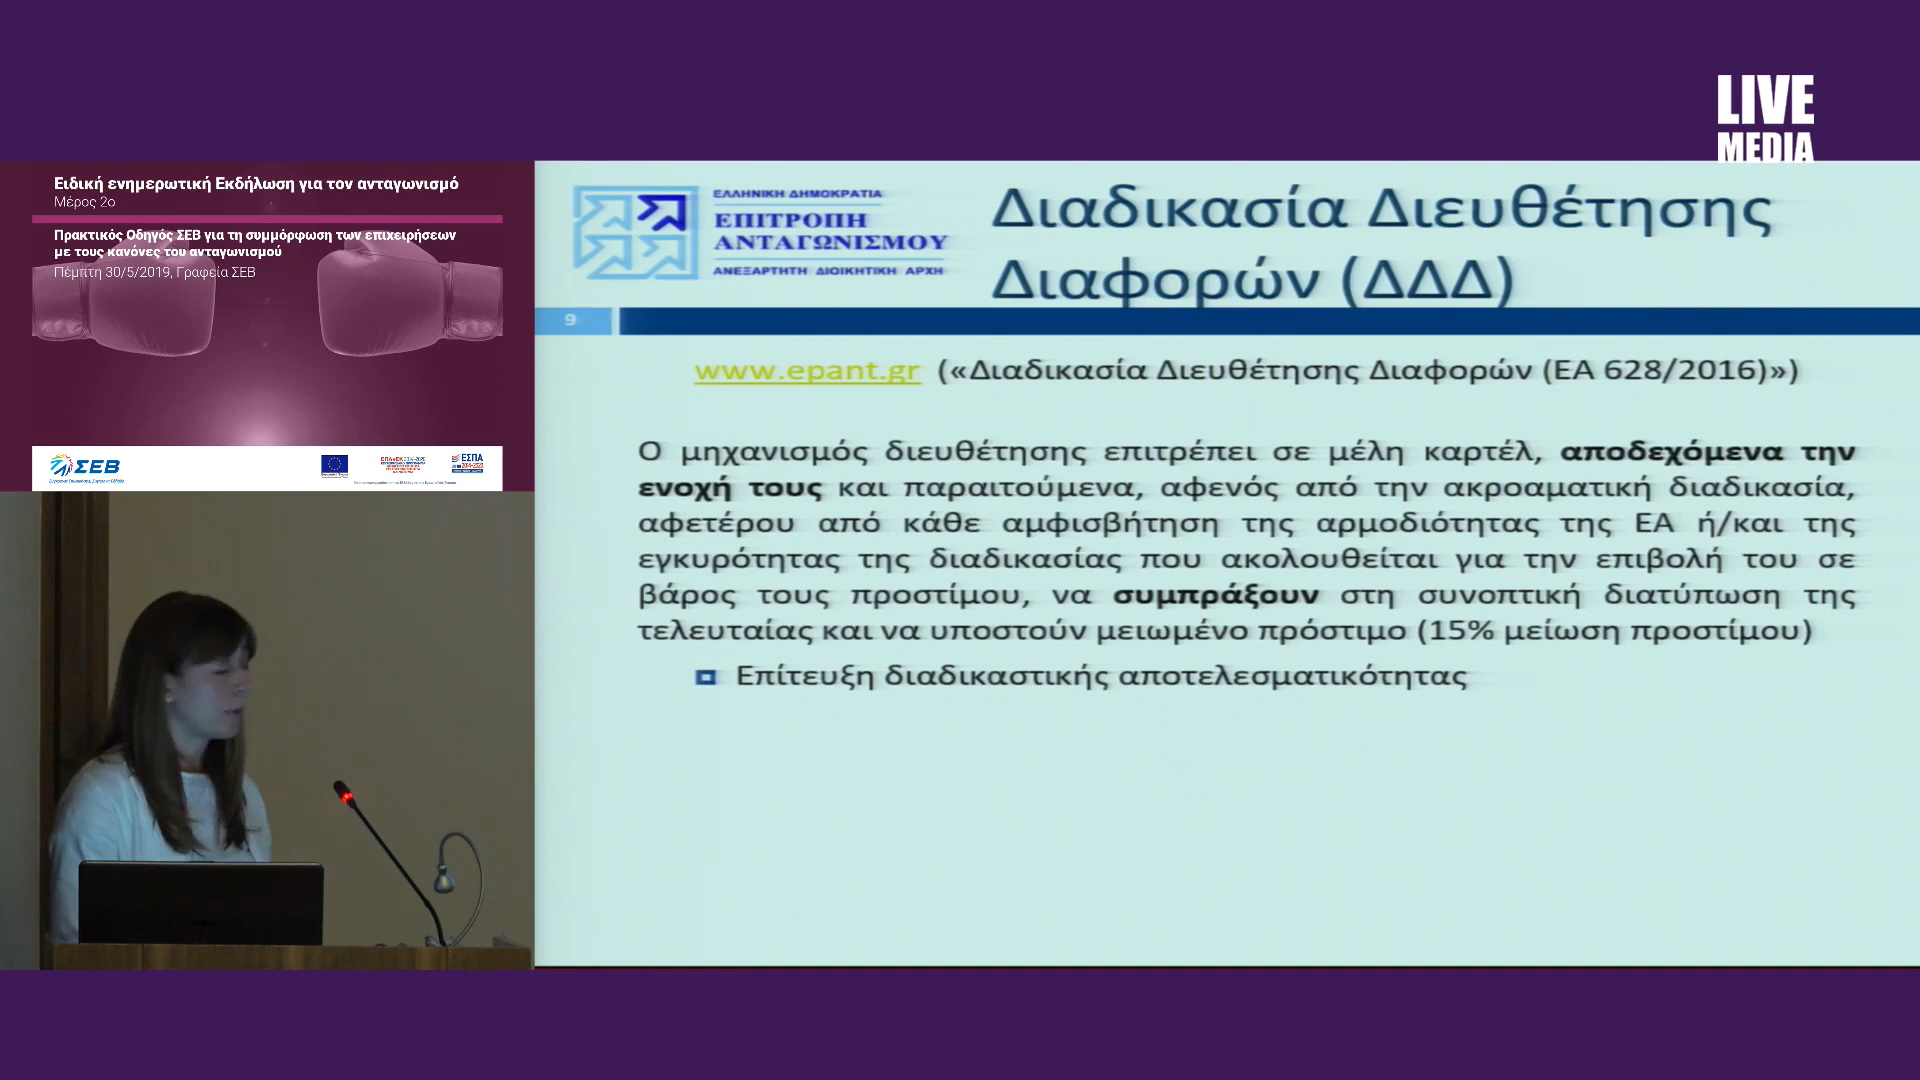 LIVE
MEDIA
Ειδική ενημερωτική Εκδήλωση για τον ανταγωνισμό
Μέρος 2ο
Πρακτικός Οδηγός ΣΕΒ για τη συμμόρφωση των επιχειρήσεων
με τους κανόνες του ανταγωνισμού
Πέμπτη 30/5/2019, Γραφεία ΣΕΒ
ΣΕΒ
ΕΣΠΑ
ΕΛΛΗΝΙΚΗ ΔΗΜΟΚΡΑΤΙΑ
ΕΠΙΤΡΟΠΗ
ΑΝΤΑΓΩΝΙΣΜΟΥ
ΑΝΕΞΑΡΤΗΤΗ ΔΙΟΙΚΗΤΙΚΗ ΑΡΧΗ
Διαδικασία Διευθέτησης
Διαφορών (ΔΔΔ)
9
www.epant.gr («Διαδικασία Διευθέτησης Διαφορών (ΕΑ 628/2016)»)
Ο μηχανισμός διευθέτησης επιτρέπει σε μέλη καρτέλ, αποδεχόμενα την
ενοχή τους και παραιτούμενα, αφενός από την ακροαματική διαδικασία,
αφετέρου από κάθε αμφισβήτηση της αρμοδιότητας της ΕΑ ή/και της
εγκυρότητας της διαδικασίας που ακολουθείται για την επιβολή του σε
βάρος τους προστίμου, να συμπράξουν στη συνοπτική διατύπωση της
τελευταίας και να υποστούν μειωμένο πρόστιμο (15% μείωση προστίμου)
Επίτευξη διαδικαστικής αποτελεσματικότητας